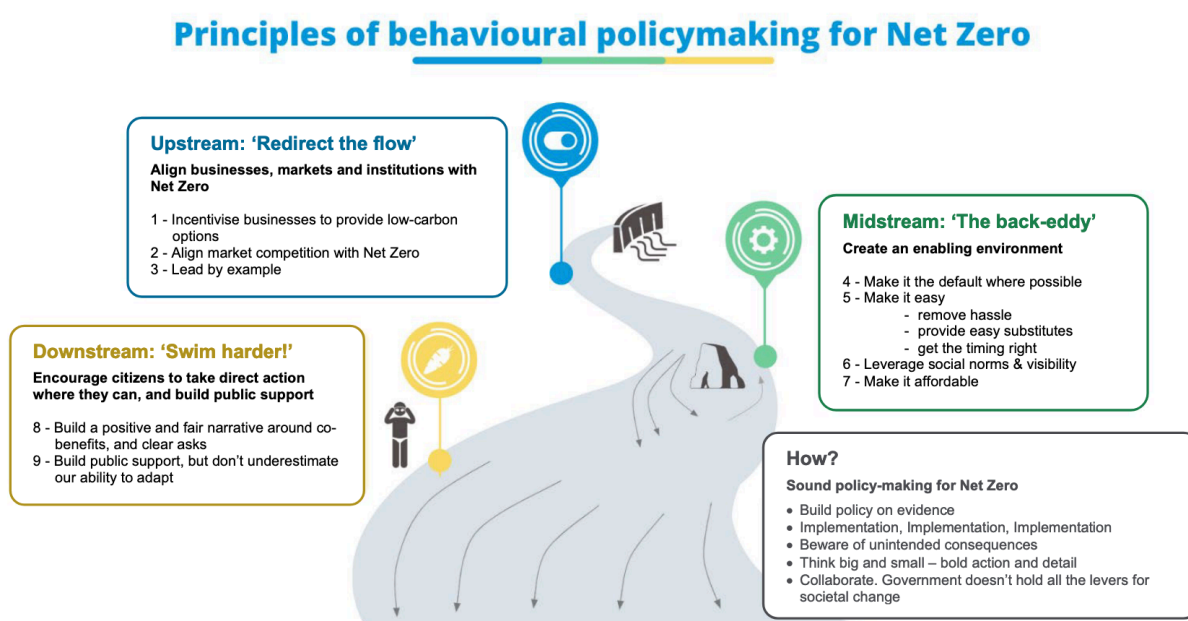 Principles of behavioural policymaking for Net Zero
Upstream: ‘Redirect the flow’
Align businesses, markets and institutions with
Net Zero
1 - Incentivise businesses to provide low-carbon
options
2 - Align market competition with Net Zero
3 - Lead by example
Midstream: ‘The back-eddy’
Create an enabling environment
4 - Make it the default where possible
5 - Make it easy
- remove hassle
- provide easy substitutes
- get the timing right
6 - Leverage social norms & visibility
7 - Make it affordable
Downstream: ‘Swim harder!’
Encourage citizens to take direct action
where they can, and build public support
8 - Build a positive and fair narrative around co-
benefits, and clear asks
9 - Build public support, but don’t underestimate
our ability to adapt
How?
Sound policy-making for Net Zero
• Build policy on evidence
• Implementation, Implementation, Implementation
• Beware of unintended consequences
• Think big and small – bold action and detail
• Collaborate. Government doesn’t hold all the levers for
societal change